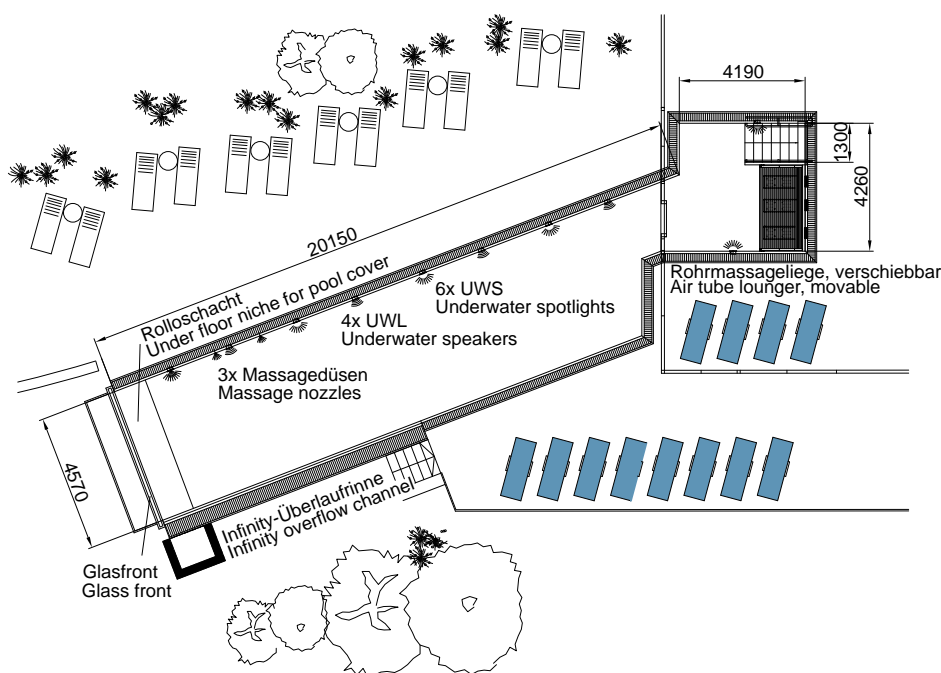 4190
1300
4260
20150
Rolloschacht
Under floor niche for pool cover
6x UWS
Underwater spotlights
4x UWL
Underwater speakers
3x Massagedüsen
Massage nozzles
Rohrmassageliege, verschiebbar
Air tube lounger, movable
4570
Infinity-Überlaufrinne
Infinity overflow channel
Glasfront
Glass front